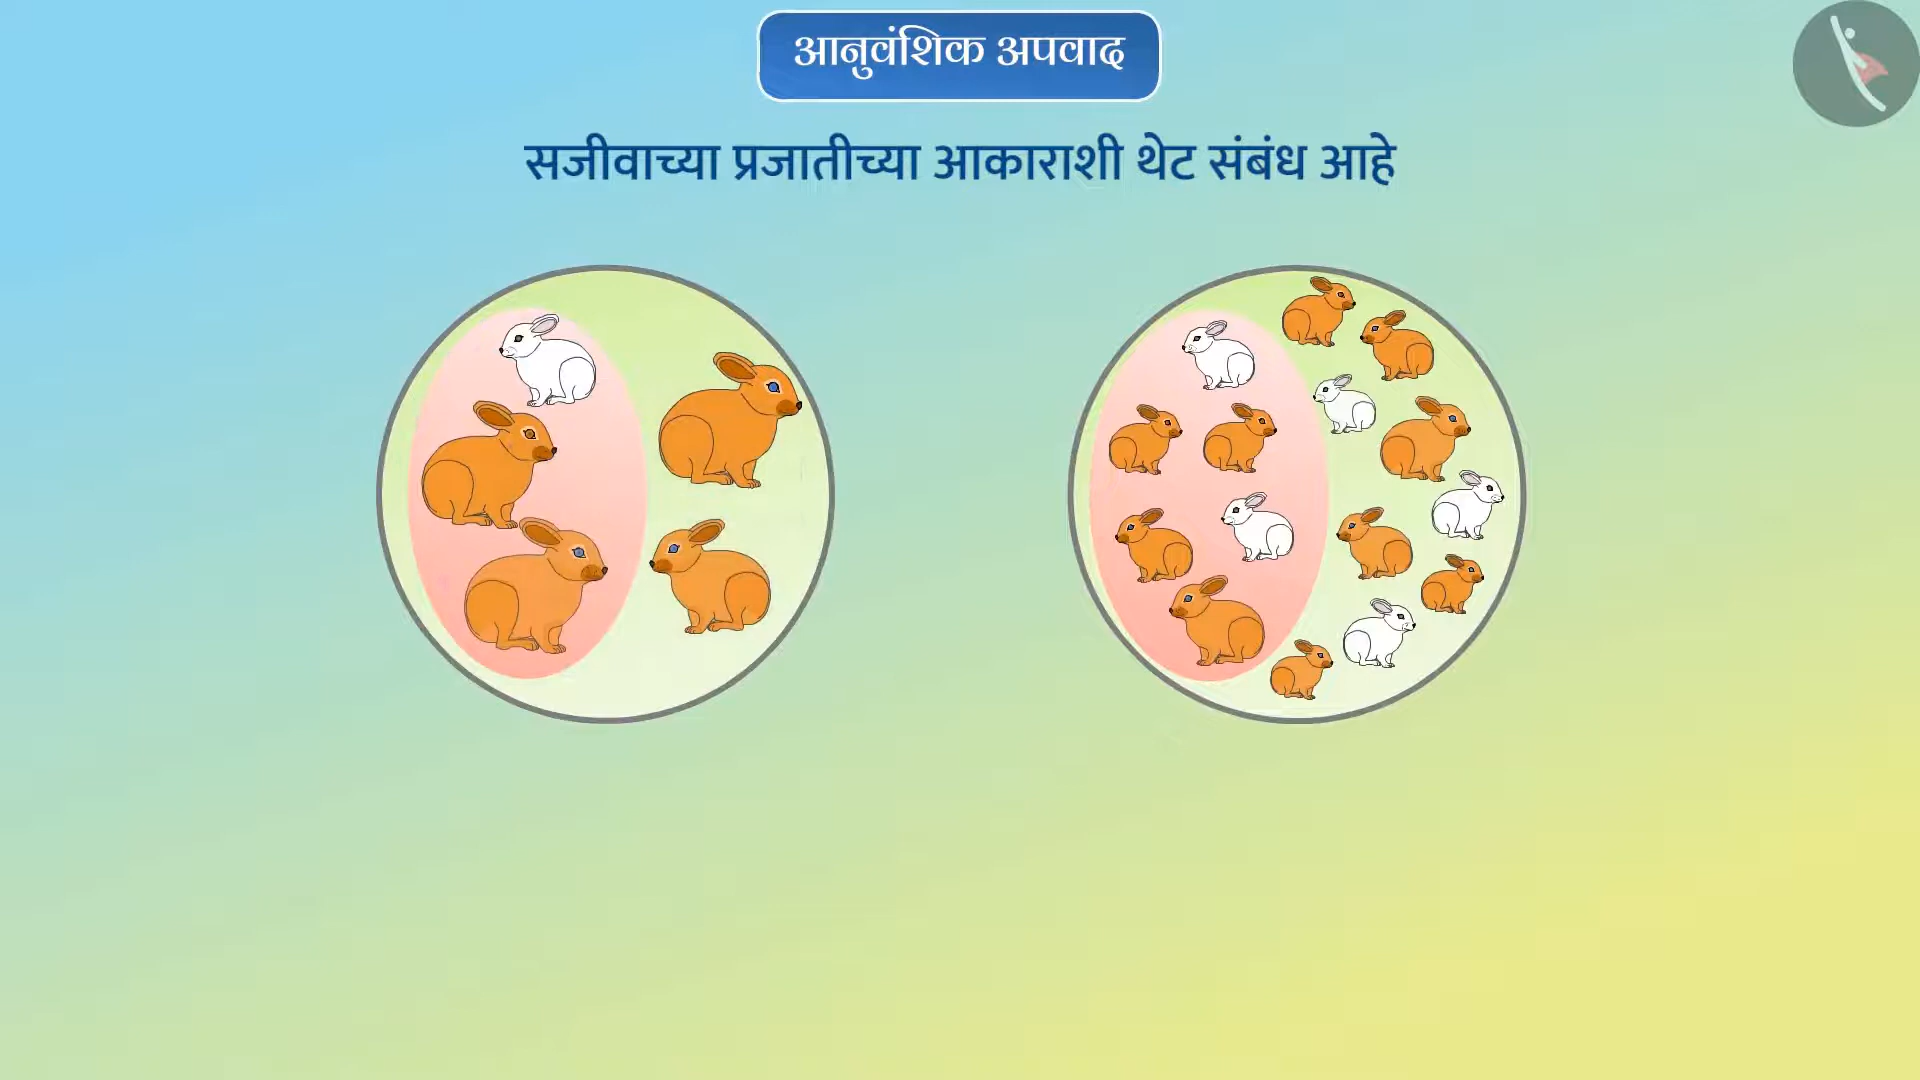 आनुवंशिक अपवाद
सजीवाच्या प्रजातीच्या आकाराशी थेट संबंध आहे